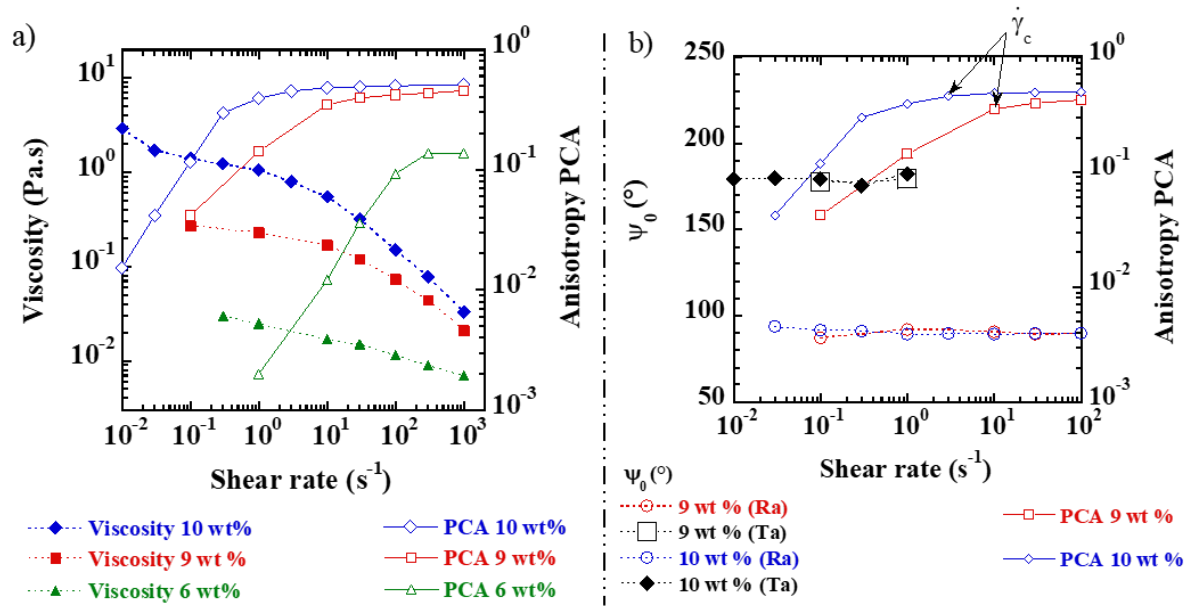 a)
10¹
10⁰
10⁻¹
10⁻²
Viscosity (Pa.s)
10⁰
10⁻¹
10⁻²
10⁻³
Anisotropy PCA
10⁻² 10⁻¹ 10⁰ 10¹ 10² 10³
Shear rate (s⁻¹)
Viscosity 10 wt%
Viscosity 9 wt %
Viscosity 6 wt%
PCA 10 wt%
PCA 9 wt%
PCA 6 wt%
b)
γ̇c
250
200
150
100
50
ψ₀ (°)
10⁰
10⁻¹
10⁻²
10⁻³
Anisotropy PCA
10⁻² 10⁻¹ 10⁰ 10¹ 10²
Shear rate (s⁻¹)
ψ₀ (°)
9 wt % (Ra)
9 wt % (Ta)
10 wt % (Ra)
10 wt % (Ta)
PCA 9 wt %
PCA 10 wt %